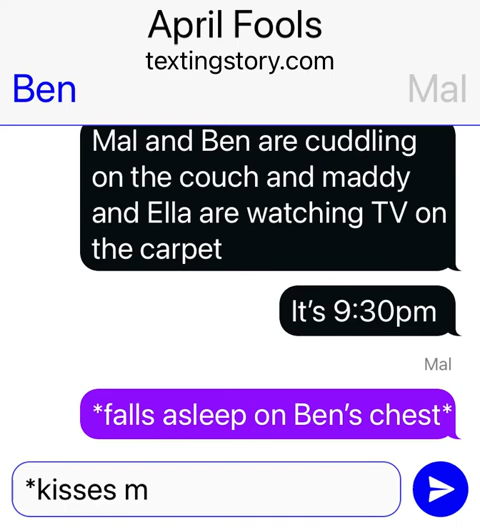 April Fools
textingstory.com
Ben
Mal
Mal and Ben are cuddling
on the couch and maddy
and Ella are watching TV on
the carpet
It’s 9:30pm
Mal
*falls asleep on Ben’s chest*
*kisses m